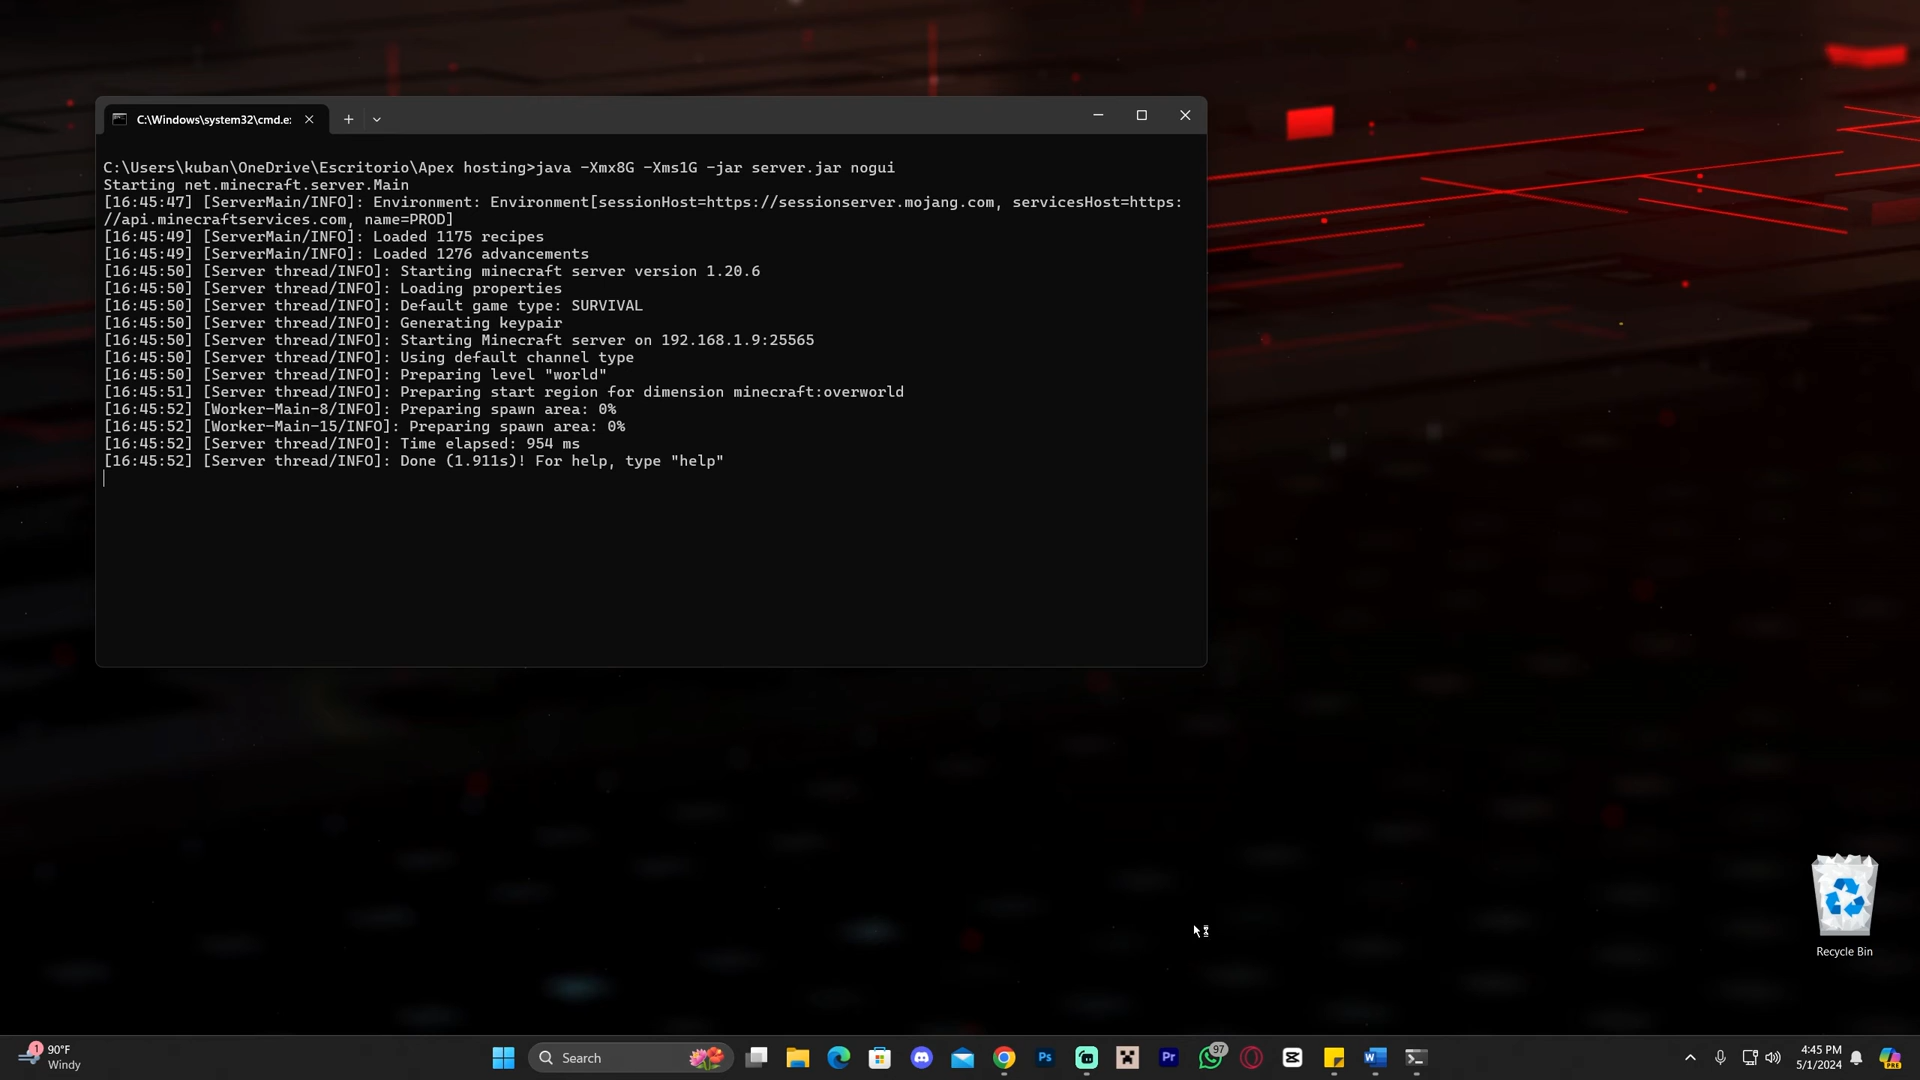 C:\Windows\system32\cmd.e:
C:\Users\kuban\OneDrive\Escritorio\Apex hosting>java -Xmx8G -Xms1G -jar server.jar nogui
Starting net.minecraft.server.Main
[16:45:47] [ServerMain/INFO]: Environment: Environment[sessionHost=https://sessionserver.mojang.com, servicesHost=https:
//api.minecraftservices.com, name=PROD]
[16:45:49] [ServerMain/INFO]: Loaded 1175 recipes
[16:45:49] [ServerMain/INFO]: Loaded 1276 advancements
[16:45:50] [Server thread/INFO]: Starting minecraft server version 1.20.6
[16:45:50] [Server thread/INFO]: Loading properties
[16:45:50] [Server thread/INFO]: Default game type: SURVIVAL
[16:45:50] [Server thread/INFO]: Generating keypair
[16:45:50] [Server thread/INFO]: Starting Minecraft server on 192.168.1.9:25565
[16:45:50] [Server thread/INFO]: Using default channel type
[16:45:50] [Server thread/INFO]: Preparing level "world"
[16:45:51] [Server thread/INFO]: Preparing start region for dimension minecraft:overworld
[16:45:52] [Worker-Main-8/INFO]: Preparing spawn area: 0%
[16:45:52] [Worker-Main-15/INFO]: Preparing spawn area: 0%
[16:45:52] [Server thread/INFO]: Time elapsed: 954 ms
[16:45:52] [Server thread/INFO]: Done (1.911s)! For help, type "help"
Recycle Bin
1
90°F
Windy
Search
Ps
Pr
97
W
PRE
4:45 PM
5/1/2024